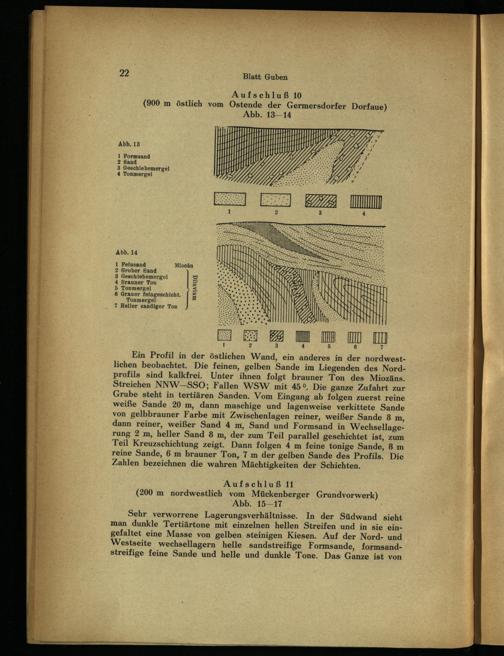 22
Blatt Guben
Aufschluß 10
(900 m östlich vom Ostende der Germersdorfer Dorfaue)
Abb. 13—14
Abb. 13
1 Formsand
2 Sand
3 Geschiebemergel
4 Tonmergel
1 2 3 4
Abb. 14
1 Feinsand Miozän
2 Grober Sand
3 Geschiebemergel
4 Brauner Ton
5 Tonmergel
6 Grauer feingeschicht.
Tonmergel
7 Heller sandiger Ton
Diluvium
1 2 3 4 5 6 7
Ein Profil in der östlichen Wand, ein anderes in der nordwest-
lichen beobachtet. Die feinen, gelben Sande im Liegenden des Nord-
profils sind kalkfrei. Unter ihnen folgt brauner Ton des Miozäns.
Streichen NNW—SSO; Fallen WSW mit 45°. Die ganze Zufahrt zur
Grube steht in tertiären Sanden. Vom Eingang ab folgen zuerst reine
weiße Sande 20 m, dann maschige und lagenweise verkittete Sande
von gelbbrauner Farbe mit Zwischenlagen reiner, weißer Sande 8 m,
dann reiner, weißer Sand 4 m, Sand und Formsand in Wechsellage-
rung 2 m, heller Sand 8 m, der zum Teil parallel geschichtet ist, zum
Teil Kreuzschichtung zeigt. Dann folgen 4 m feine tonige Sande, 8 m
reine Sande, 6 m brauner Ton, 7 m der gelben Sande des Profils. Die
Zahlen bezeichnen die wahren Mächtigkeiten der Schichten.
Aufschluß 11
(200 m nordwestlich vom Mückenberger Grundvorwerk)
Abb. 15—17
Sehr verworrene Lagerungsverhältnisse. In der Südwand sieht
man dunkle Tertiärtone mit einzelnen hellen Streifen und in sie ein-
gefaltet eine Masse von gelben steinigen Kiesen. Auf der Nord- und
Westseite wechsellagern helle sandstreifige Formsande, formsand-
streifige feine Sande und helle und dunkle Tone. Das Ganze ist von